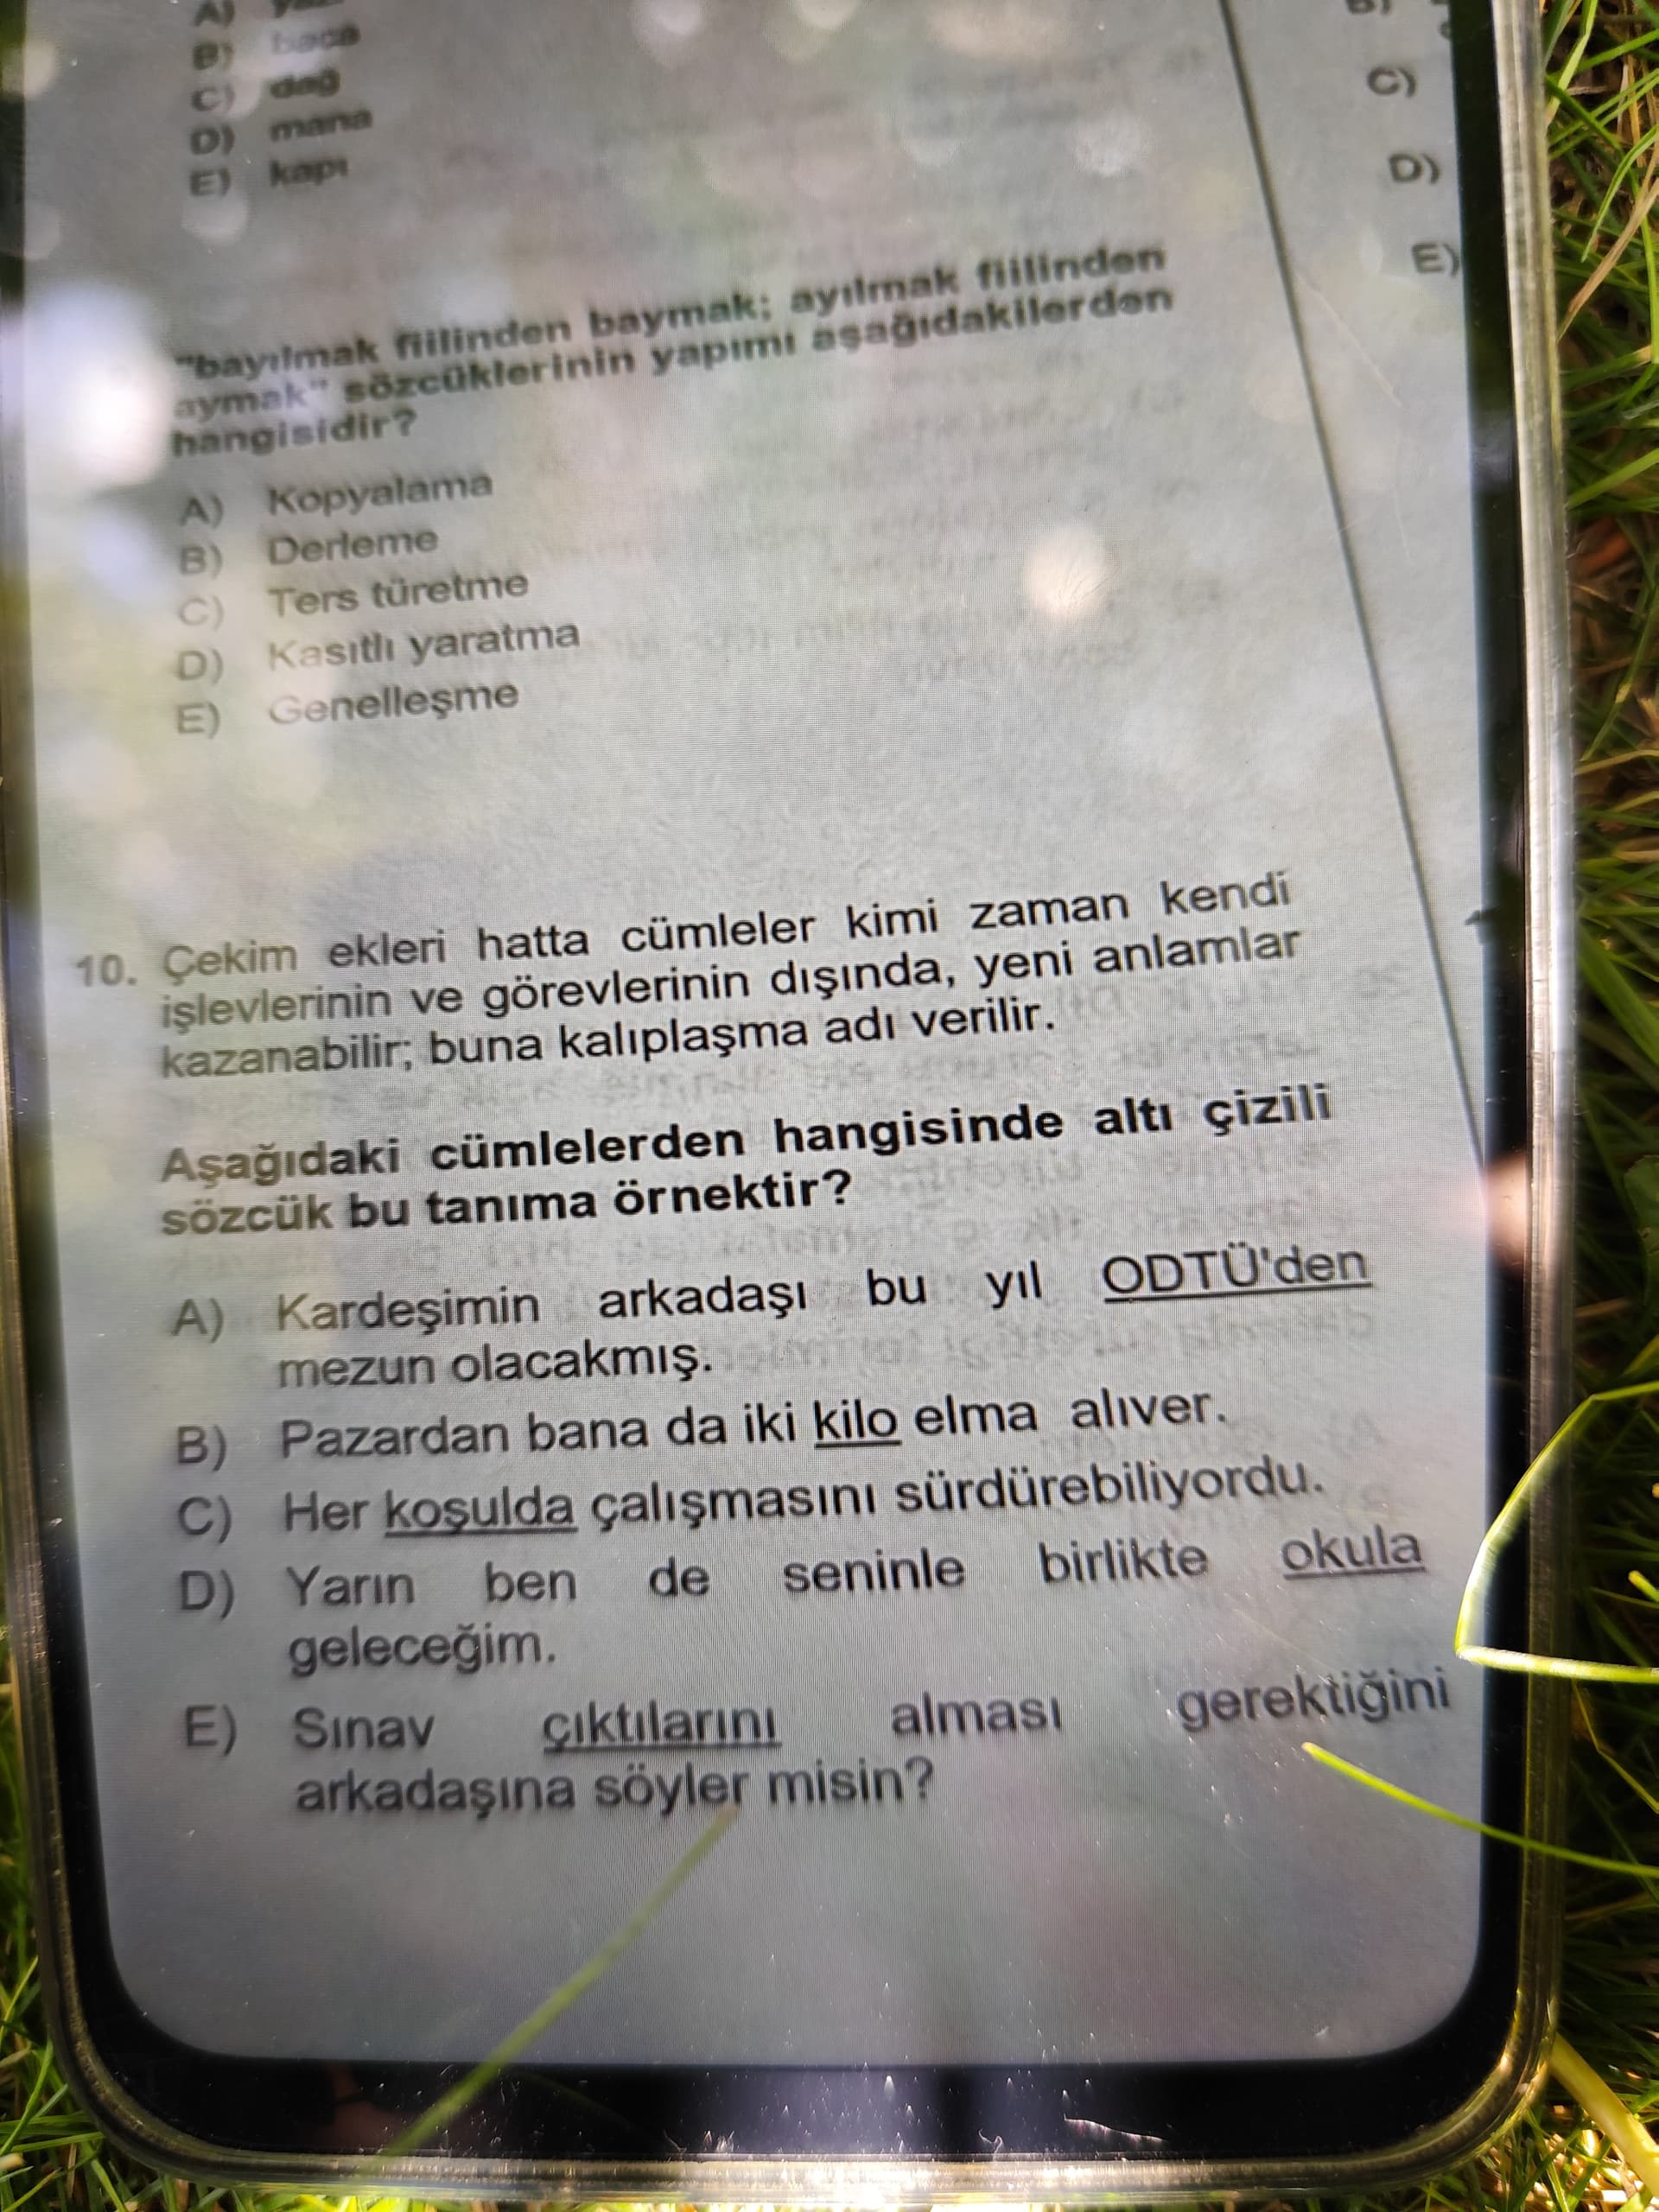 A)
B) baca
C) dağ
D) mana
E) kapı
"bayılmak fiilinden baymak; ayılmak fiilinden
aymak" sözcüklerinin yapımı aşağıdakilerden
hangisidir?
A) Kopyalama
B) Derleme
C) Ters türetme
D) Kasıtlı yaratma
E) Genelleşme
10. Çekim ekleri hatta cümleler kimi zaman kendi
işlevlerinin ve görevlerinin dışında, yeni anlamlar
kazanabilir; buna kalıplaşma adı verilir.
Aşağıdaki cümlelerden hangisinde altı çizili
sözcük bu tanıma örnektir?
A) Kardeşimin arkadaşı bu yıl ODTÜ'den
mezun olacakmış.
B) Pazardan bana da iki kilo elma alıver.
C) Her koşulda çalışmasını sürdürebiliyordu.
D) Yarın ben de seninle birlikte okula
geleceğim.
E) Sınav çıktılarını alması gerektiğini
arkadaşına söyler misin?
B)
C)
D)
E)